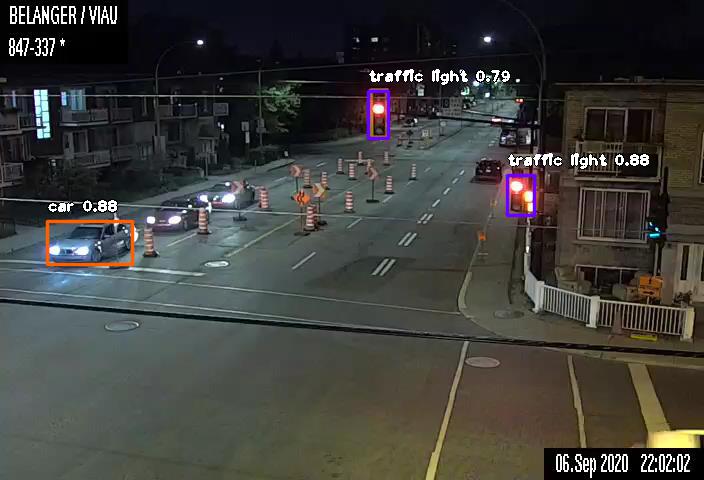 BELANGER / VIAU
847-337 *
traffic light 0.79
traffic light 0.88
car 0.88
06.Sep 2020 22:02:02